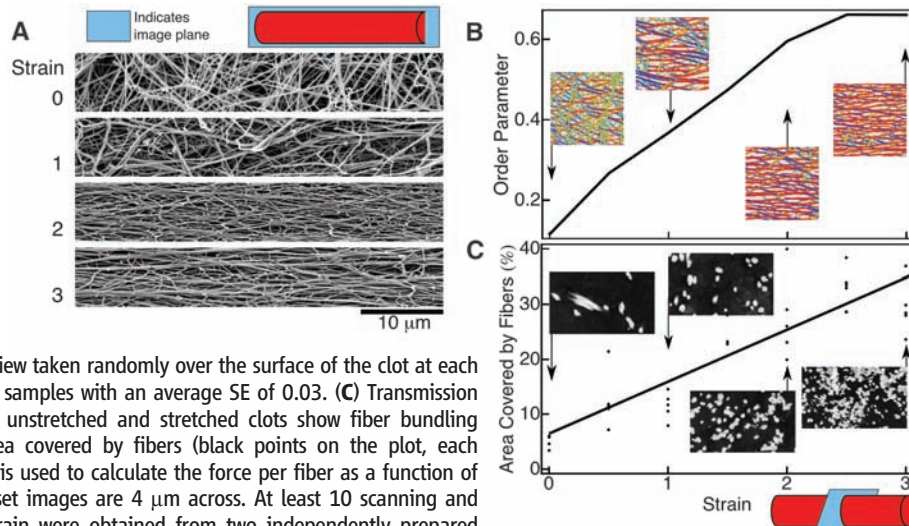 A
Indicates
image plane
Strain
0
1
2
3
10 μm
B
Order Parameter
0.6
0.4
0.2
C
Area Covered by Fibers (%)
40
30
20
10
0
0
1
2
3
Strain
iew taken randomly over the surface of the clot at each
samples with an average SE of 0.03. (C) Transmission
unstretched and stretched clots show fiber bundling
ea covered by fibers (black points on the plot, each
is used to calculate the force per fiber as a function of
set images are 4 μm across. At least 10 scanning and
rain were obtained from two independently prepared